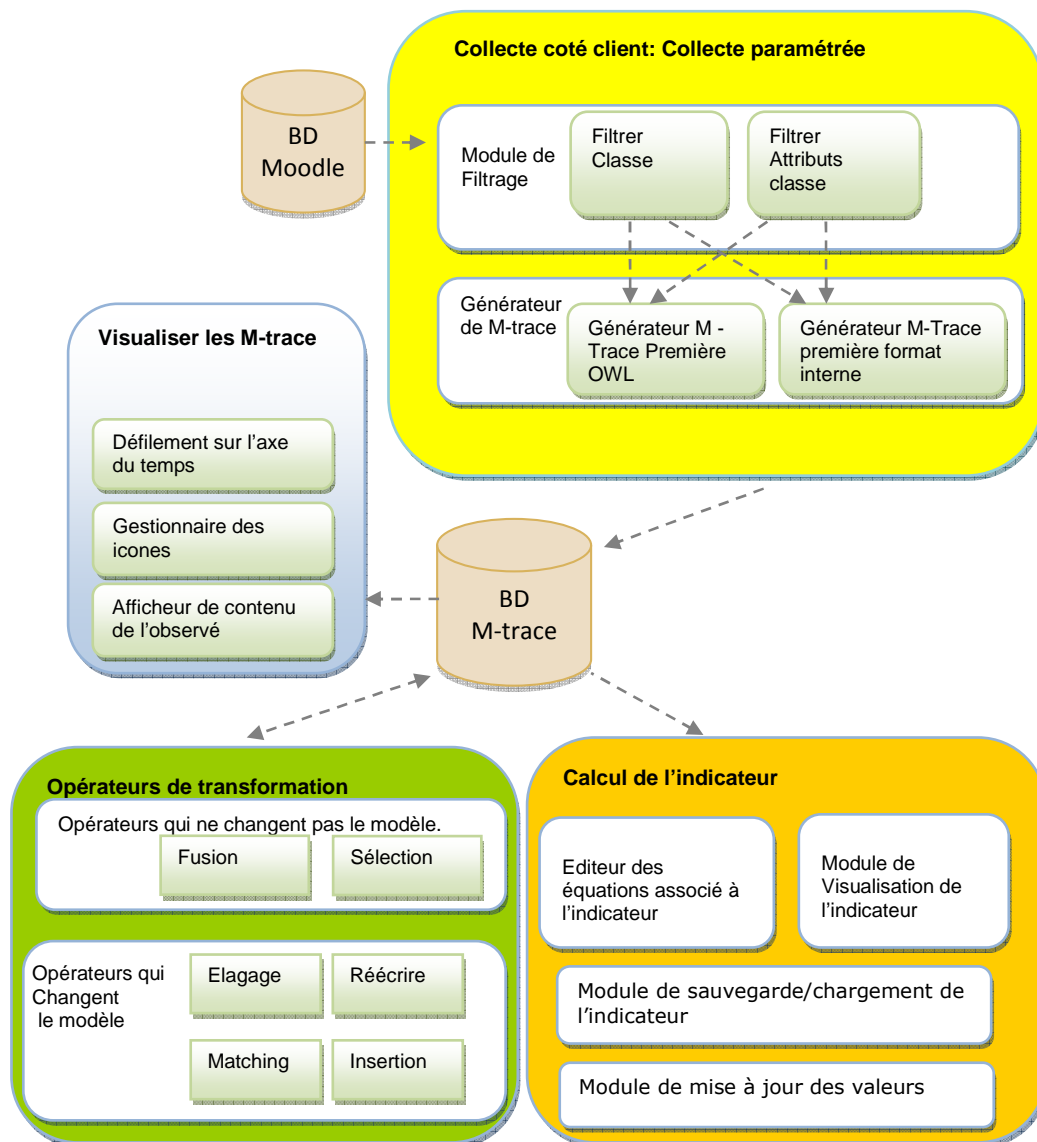 Collecte coté client: Collecte paramétrée
BD
Moodle
Module de
Filtrage
Filtrer
Classe
Filtrer
Attributs
classe
Générateur
de M-trace
Générateur M -
Trace Première
OWL
Générateur M-Trace
première format
interne
Visualiser les M-trace
Défilement sur l'axe
du temps
Gestionnaire des
icones
Afficheur de contenu
de l'observé
BD
M-trace
Opérateurs de transformation
Opérateurs qui ne changent pas le modèle.
Fusion
Sélection
Opérateurs qui
Changent
le modèle
Elagage
Réécrire
Matching
Insertion
Calcul de l'indicateur
Editeur des
équations associé à
l'indicateur
Module de
Visualisation de
l'indicateur
Module de sauvegarde/chargement de
l'indicateur
Module de mise à jour des valeurs